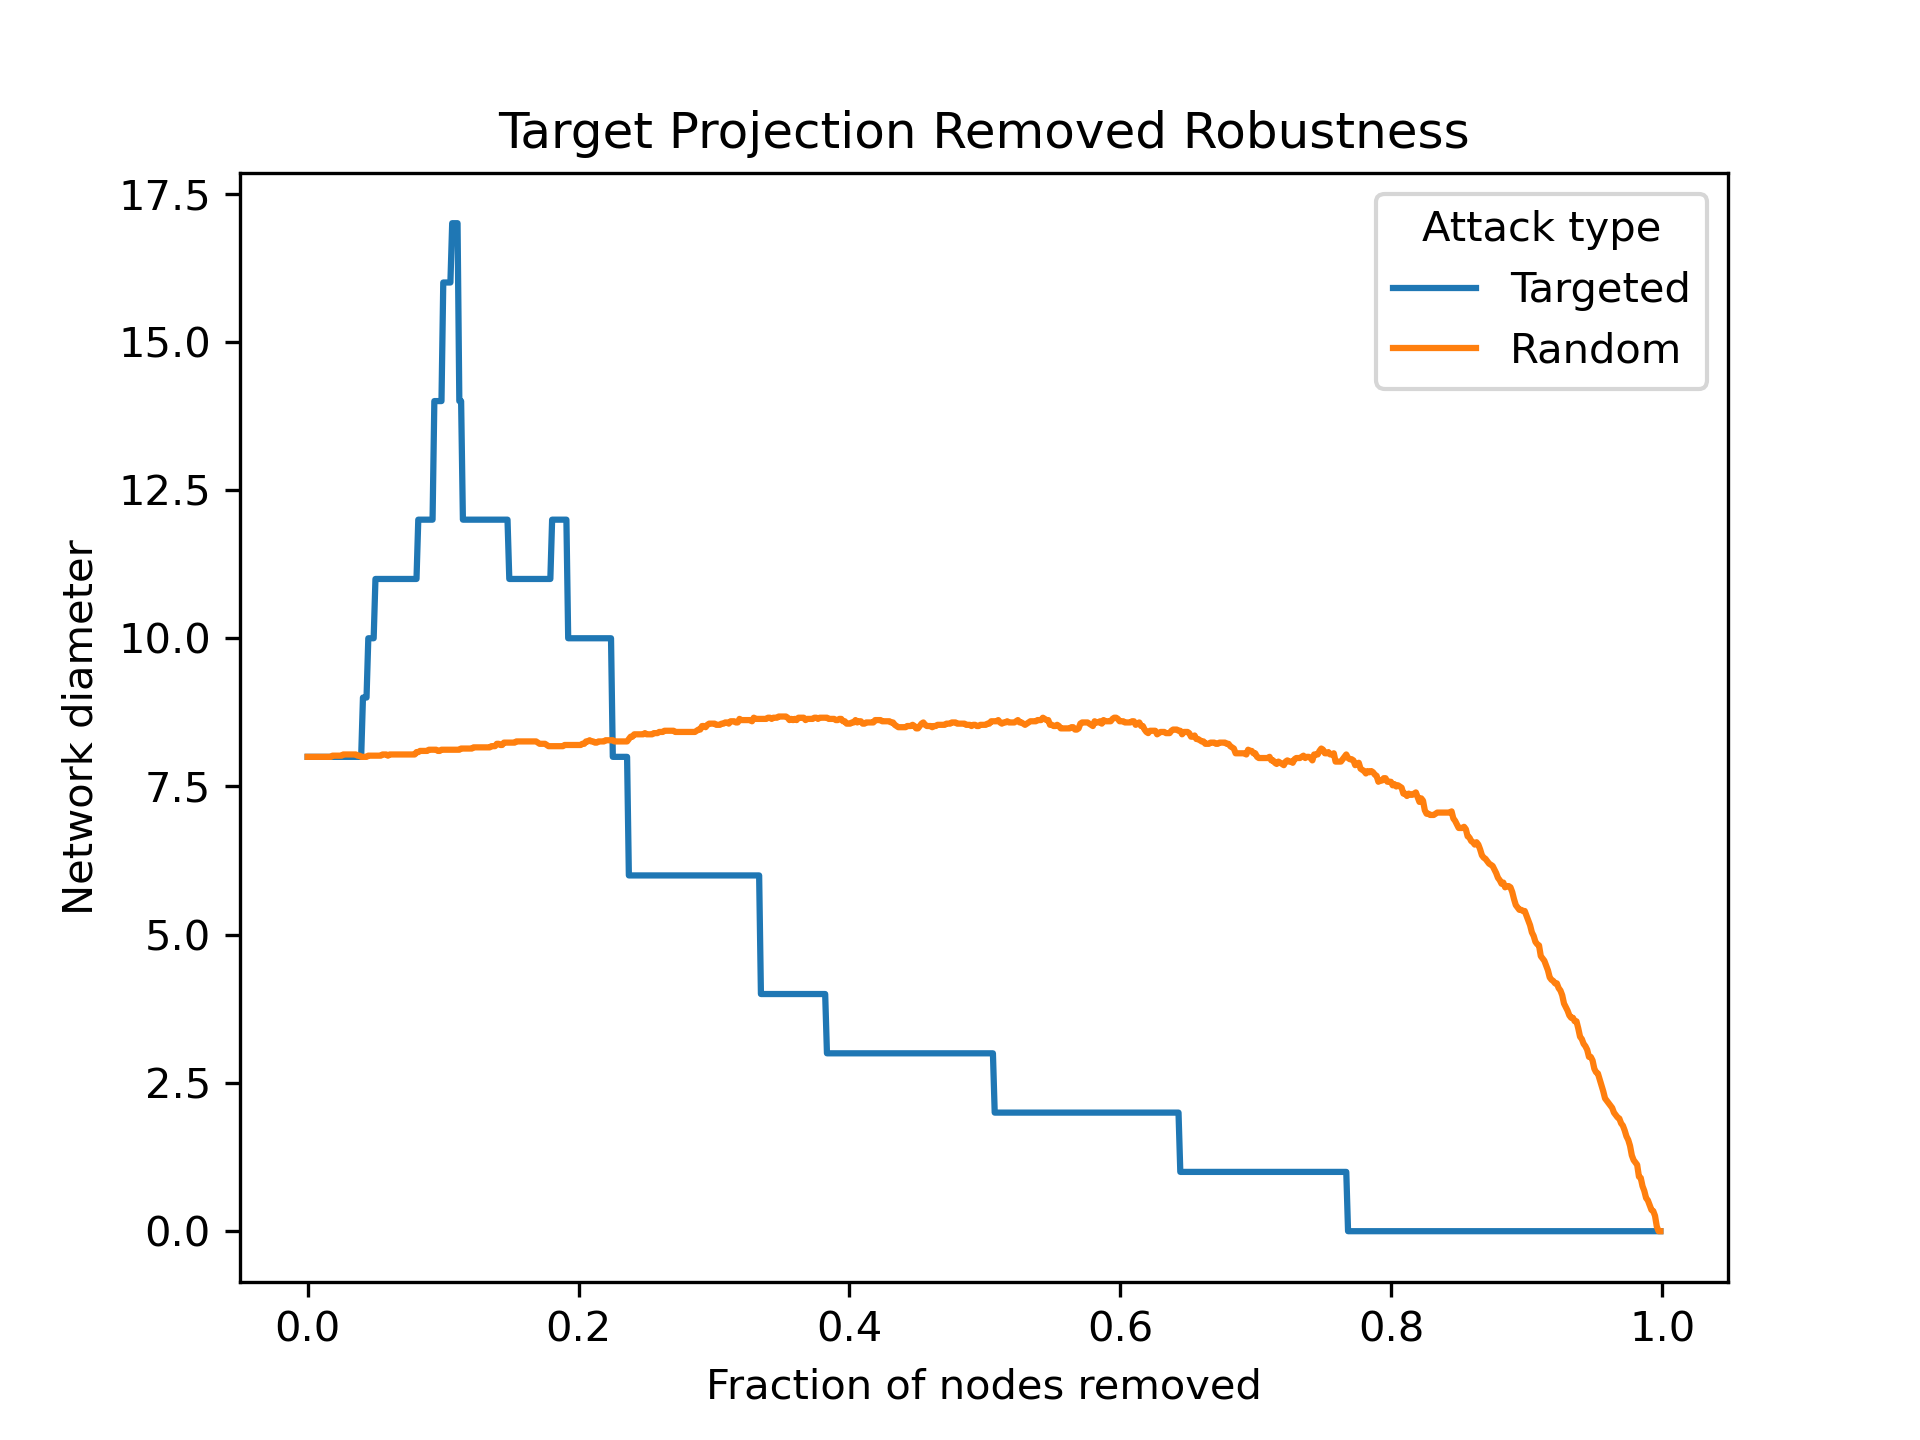 Target Projection Removed Robustness
17.5
15.0
12.5
10.0
7.5
5.0
2.5
0.0
Network diameter
Attack type
Targeted
Random
0.0 0.2 0.4 0.6 0.8 1.0
Fraction of nodes removed